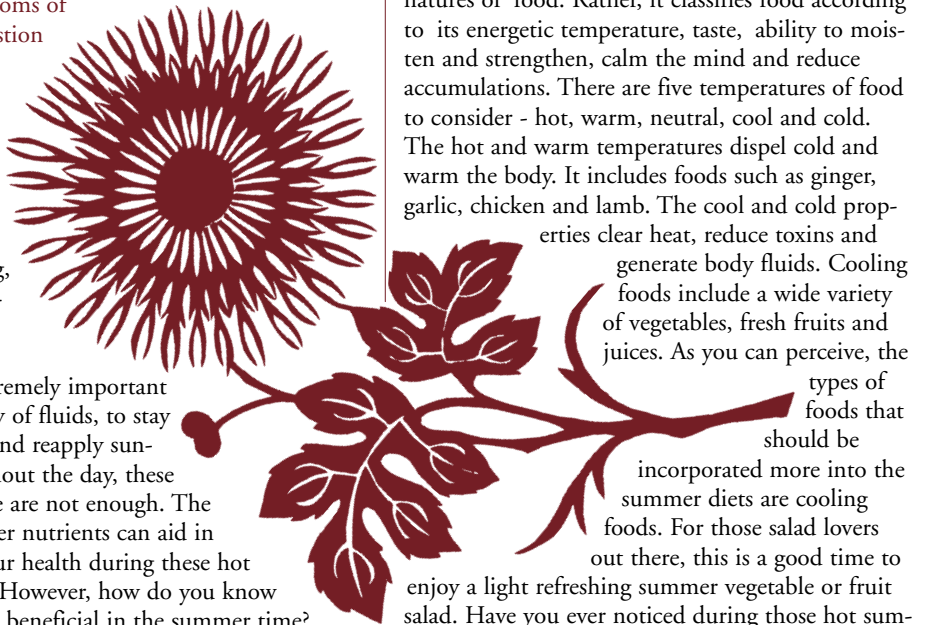 oms of
stion
g,
remely important
y of fluids, to stay
nd reapply sun-
out the day, these
e are not enough. The
er nutrients can aid in
ur health during these hot
However, how do you know
beneficial in the summer time?
natures of food. Rather, it classifies food according
to its energetic temperature, taste, ability to mois-
ten and strengthen, calm the mind and reduce
accumulations. There are five temperatures of food
to consider - hot, warm, neutral, cool and cold.
The hot and warm temperatures dispel cold and
warm the body. It includes foods such as ginger,
garlic, chicken and lamb. The cool and cold prop-
erties clear heat, reduce toxins and
generate body fluids. Cooling
foods include a wide variety
of vegetables, fresh fruits and
juices. As you can perceive, the
types of
foods that
should be
incorporated more into the
summer diets are cooling
foods. For those salad lovers
out there, this is a good time to
enjoy a light refreshing summer vegetable or fruit
salad. Have you ever noticed during those hot sum-